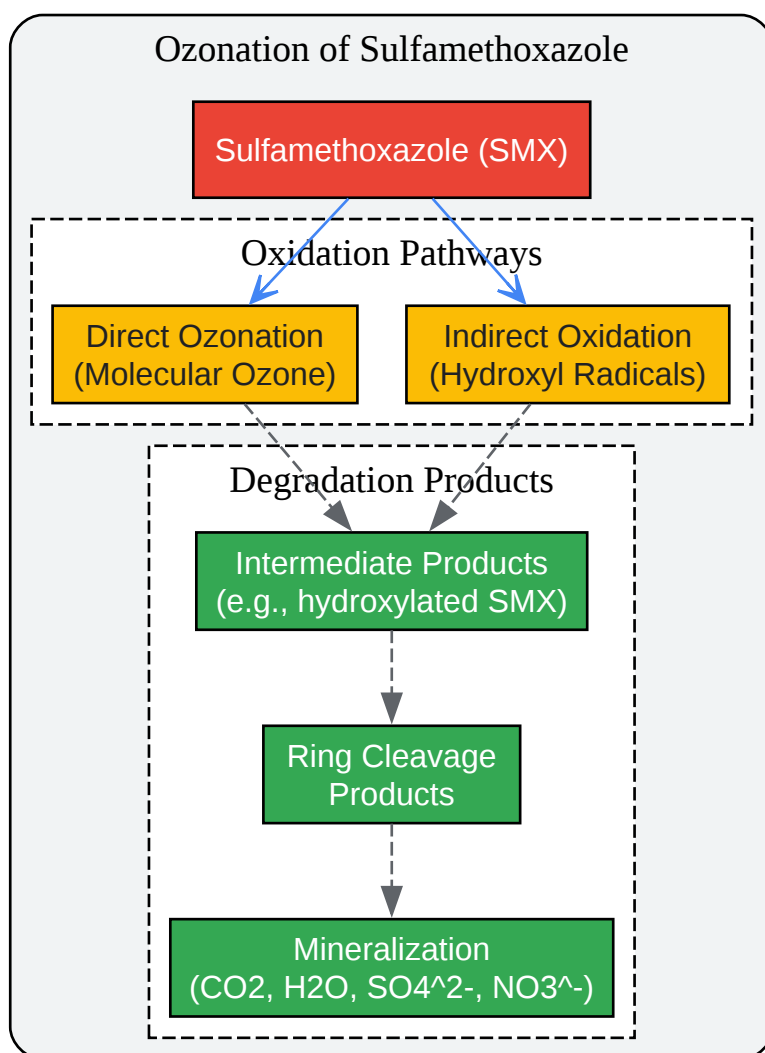 Ozonation of Sulfamethoxazole
Sulfamethoxazole (SMX)
Oxidation Pathways
Direct Ozonation
(Molecular Ozone)
Indirect Oxidation
(Hydroxyl Radicals)
Degradation Products
Intermediate Products
(e.g., hydroxylated SMX)
Ring Cleavage
Products
Mineralization
(CO2, H2O, SO4^2-, NO3^-)